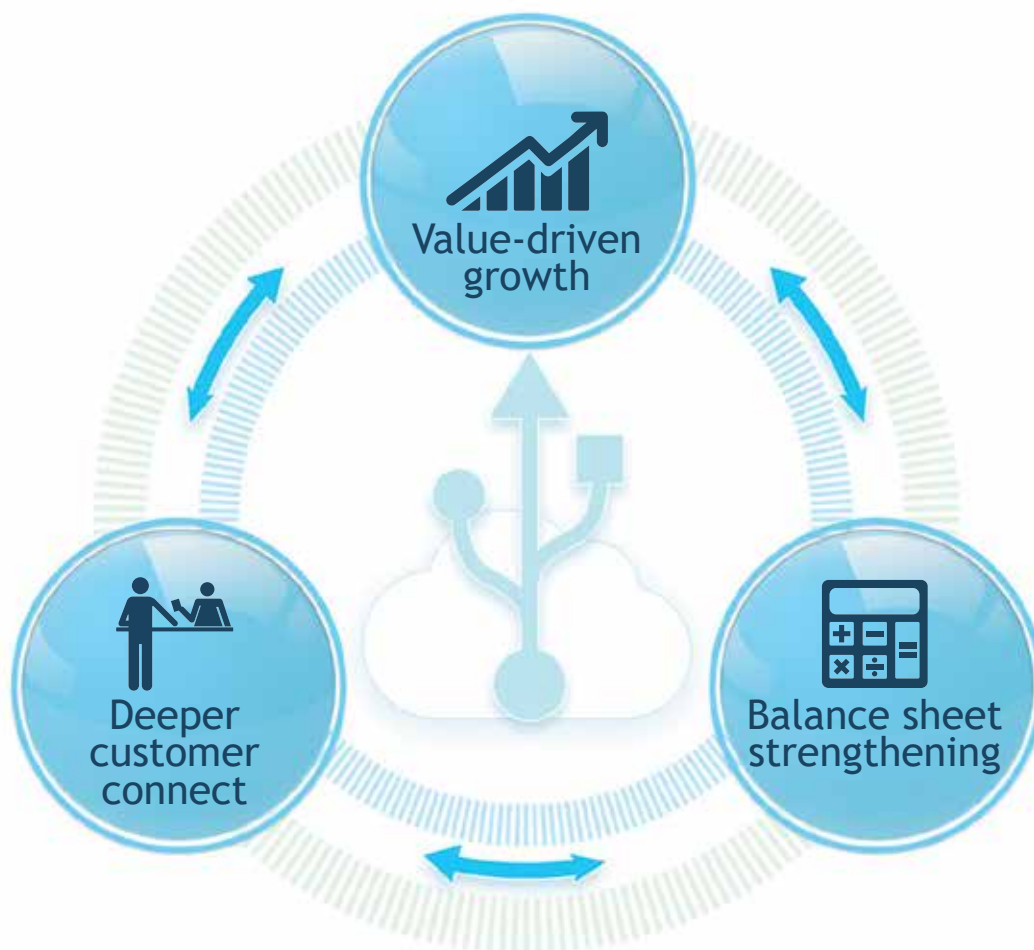 Value-driven
growth
Deeper
customer
connect
Balance sheet
strengthening